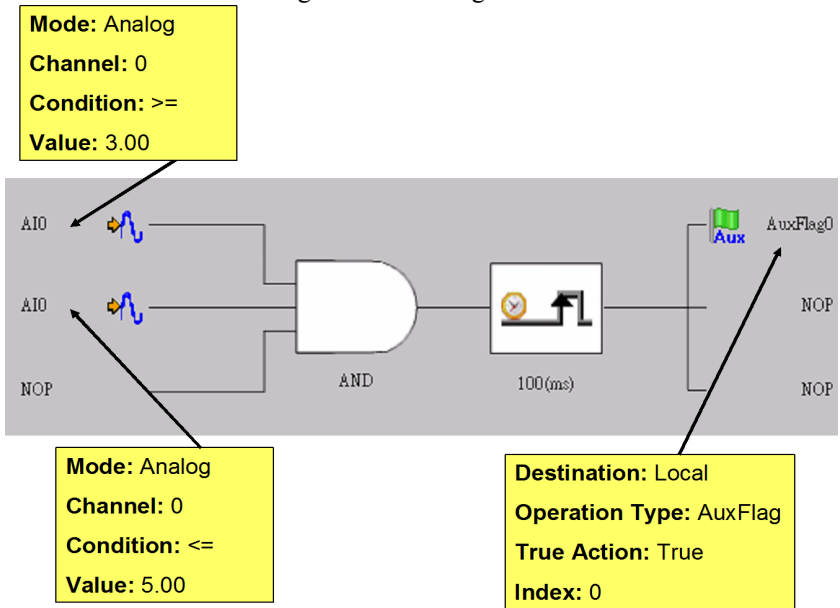 Mode: Analog
Channel: 0
Condition: >=
Value: 3.00
AI0
Aux
AuxFlag0
AI0
NOP
NOP
AND
100(ms)
NOP
Mode: Analog
Channel: 0
Condition: <=
Value: 5.00
Destination: Local
Operation Type: AuxFlag
True Action: True
Index: 0